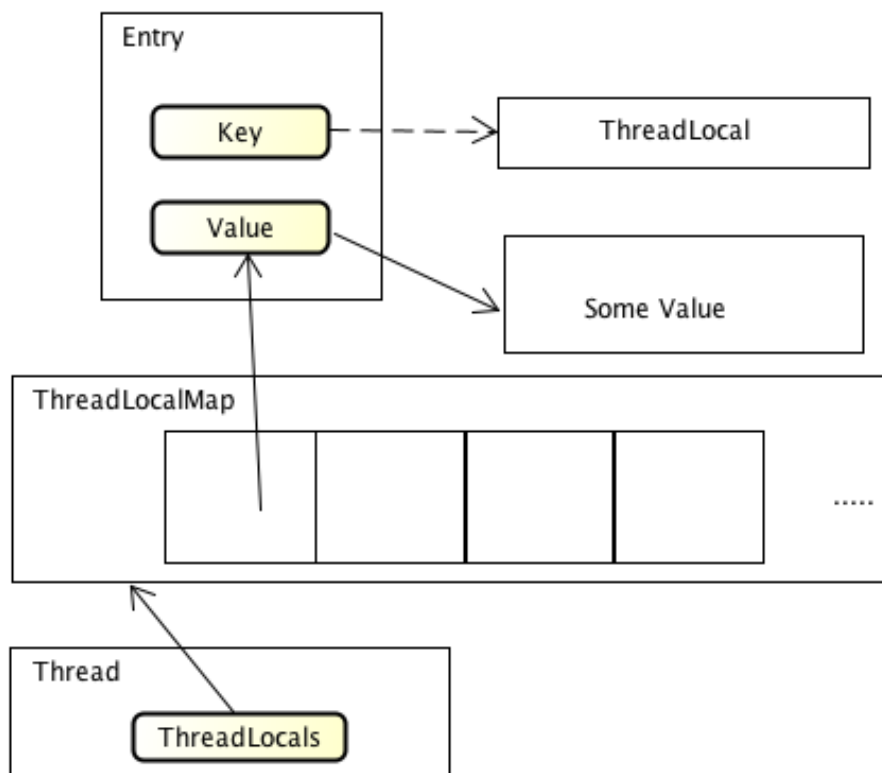 Entry
Key
ThreadLocal
Value
Some Value
ThreadLocalMap
.....
Thread
ThreadLocals